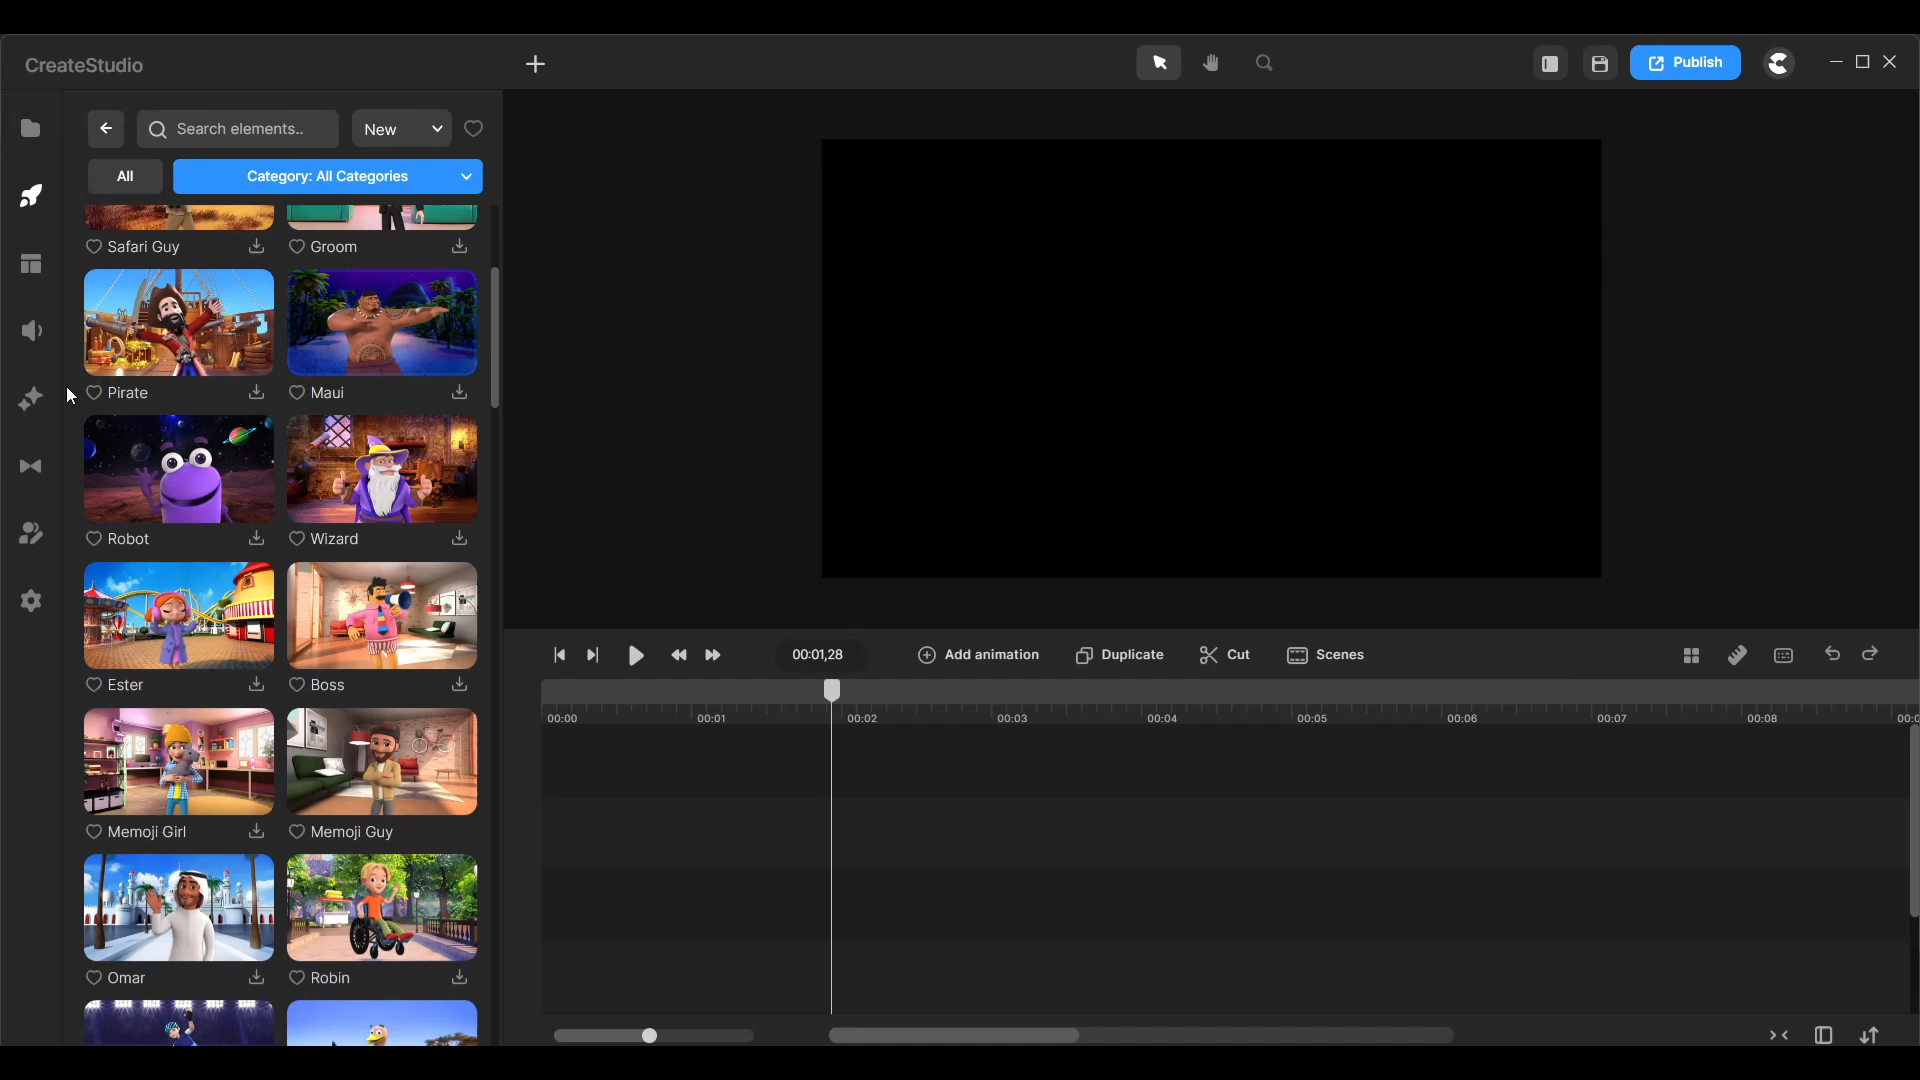 CreateStudio
Publish
Search elements..
New
All
Category: All Categories
Safari Guy
Groom
Pirate
Maui
Robot
Wizard
Ester
Boss
Memoji Girl
Memoji Guy
Omar
Robin
00:01,28
Add animation
Duplicate
Cut
Scenes
00:00
00:01
00:02
00:03
00:04
00:05
00:06
00:07
00:08
00:0